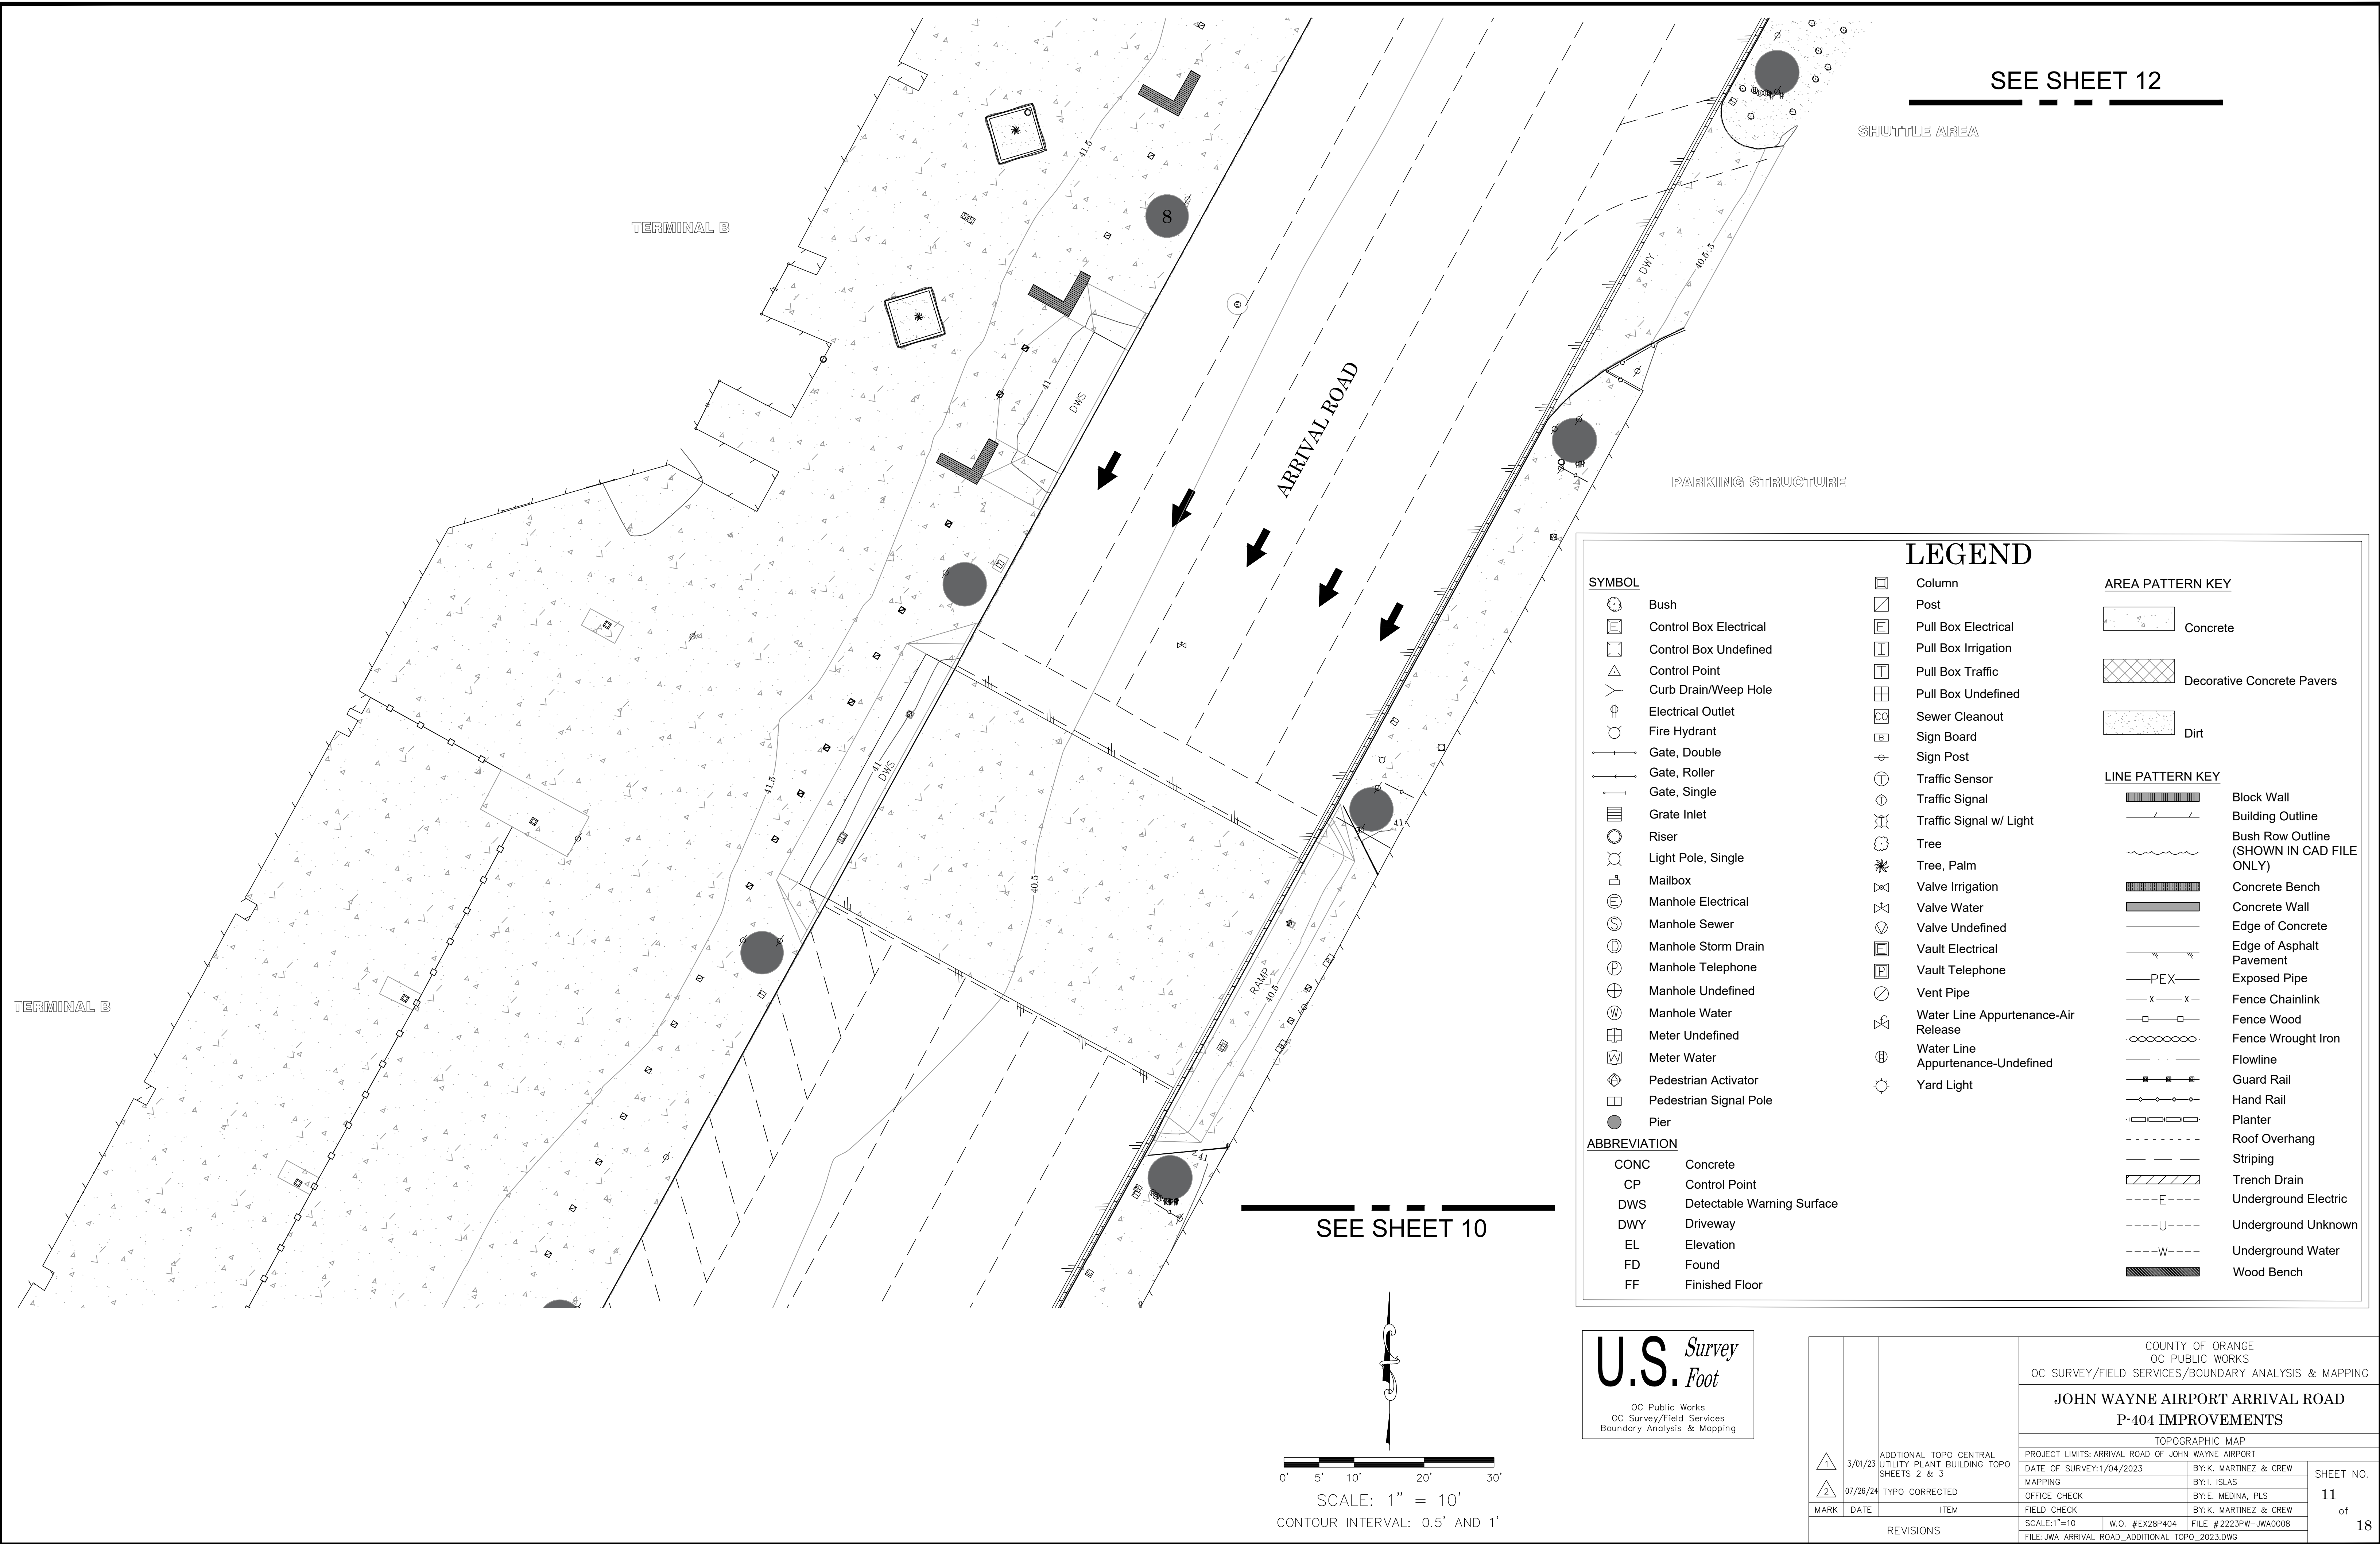 SEE SHEET 12
SHUTTLE AREA
TERMINAL B
8
41.5
DWY
40.5
41
DWS
ARRIVAL ROAD
PARKING STRUCTURE
41
DWS
41.5
40.5
41
RAMP
40.5
41
TERMINAL B
SEE SHEET 10
LEGEND
SYMBOL
Bush
E
Control Box Electrical
Control Box Undefined
Control Point
Curb Drain/Weep Hole
Electrical Outlet
Fire Hydrant
Gate, Double
Gate, Roller
Gate, Single
Grate Inlet
Riser
Light Pole, Single
Mailbox
E
Manhole Electrical
S
Manhole Sewer
D
Manhole Storm Drain
P
Manhole Telephone
Manhole Undefined
W
Manhole Water
Meter Undefined
W
Meter Water
Pedestrian Activator
Pedestrian Signal Pole
Pier
ABBREVIATION
CONC Concrete
CP Control Point
DWS Detectable Warning Surface
DWY Driveway
EL Elevation
FD Found
FF Finished Floor
Column
Post
E
Pull Box Electrical
I
Pull Box Irrigation
T
Pull Box Traffic
Pull Box Undefined
CO
Sewer Cleanout
Sign Board
Sign Post
T
Traffic Sensor
Traffic Signal
Traffic Signal w/ Light
Tree
Tree, Palm
Valve Irrigation
Valve Water
V
Valve Undefined
E
Vault Electrical
P
Vault Telephone
Vent Pipe
Water Line Appurtenance-Air
Release
Water Line
Appurtenance-Undefined
Yard Light
AREA PATTERN KEY
Concrete
Decorative Concrete Pavers
Dirt
LINE PATTERN KEY
Block Wall
Building Outline
Bush Row Outline
(SHOWN IN CAD FILE
ONLY)
Concrete Bench
Concrete Wall
Edge of Concrete
Edge of Asphalt
Pavement
PEX Exposed Pipe
x x Fence Chainlink
Fence Wood
Fence Wrought Iron
Flowline
Guard Rail
Hand Rail
Planter
Roof Overhang
Striping
Trench Drain
E Underground Electric
U Underground Unknown
W Underground Water
Wood Bench
0' 5' 10' 20' 30'
SCALE: 1" = 10'
CONTOUR INTERVAL: 0.5' AND 1'
U.S. Survey
Foot
OC Public Works
OC Survey/Field Services
Boundary Analysis & Mapping
1 3/01/23 ADDTIONAL TOPO CENTRAL
UTILITY PLANT BUILDING TOPO
SHEETS 2 & 3
2 07/26/24 TYPO CORRECTED
MARK DATE ITEM
REVISIONS
COUNTY OF ORANGE
OC PUBLIC WORKS
OC SURVEY/FIELD SERVICES/BOUNDARY ANALYSIS & MAPPING
JOHN WAYNE AIRPORT ARRIVAL ROAD
P-404 IMPROVEMENTS
TOPOGRAPHIC MAP
PROJECT LIMITS: ARRIVAL ROAD OF JOHN WAYNE AIRPORT
DATE OF SURVEY:1/04/2023 BY:K. MARTINEZ & CREW
MAPPING BY:I. ISLAS
OFFICE CHECK BY:E. MEDINA, PLS
FIELD CHECK BY:K. MARTINEZ & CREW
SCALE:1"=10 W.O. #EX28P404 FILE #2223PW-JWA0008
FILE:JWA ARRIVAL ROAD_ADDITIONAL TOPO_2023.DWG
SHEET NO.
11
of
18